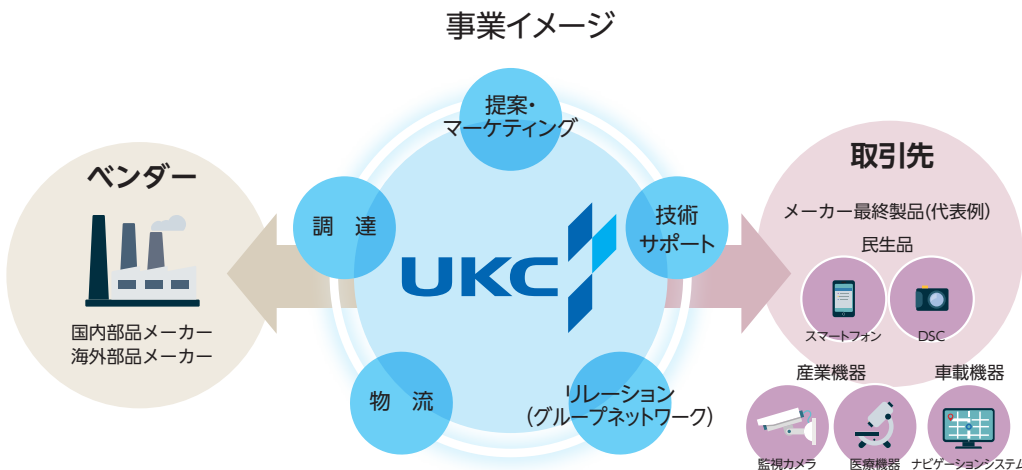 事業イメージ
ベンダー
国内部品メーカー
海外部品メーカー
提案・
マーケティング
調　達
技術
サポート
UKC
物　流
リレーション
(グループネットワーク)
取引先
メーカー最終製品(代表例)
民生品
スマートフォン
DSC
産業機器
車載機器
監視カメラ
医療機器
ナビゲーションシステム